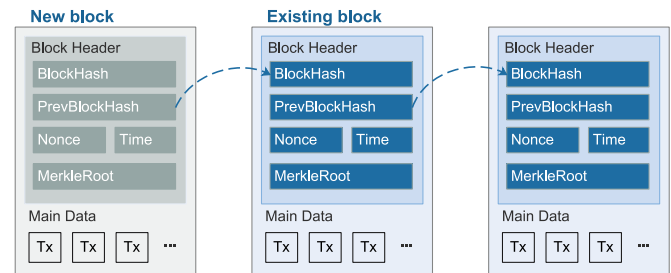 New block
Block Header
BlockHash
PrevBlockHash
Nonce Time
MerkleRoot
Main Data
Tx Tx Tx ...
Existing block
Block Header
BlockHash
PrevBlockHash
Nonce Time
MerkleRoot
Main Data
Tx Tx Tx ...
Block Header
BlockHash
PrevBlockHash
Nonce Time
MerkleRoot
Main Data
Tx Tx Tx ...